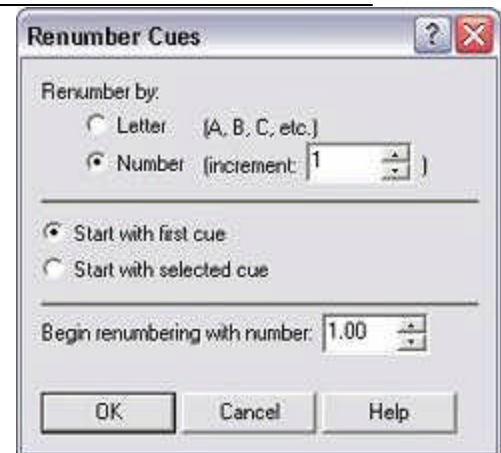 Renumber Cues
Renumber by:
Letter (A, B, C, etc.)
Number (increment: 1 )
Start with first cue
Start with selected cue
Begin renumbering with number: 1.00
OK Cancel Help